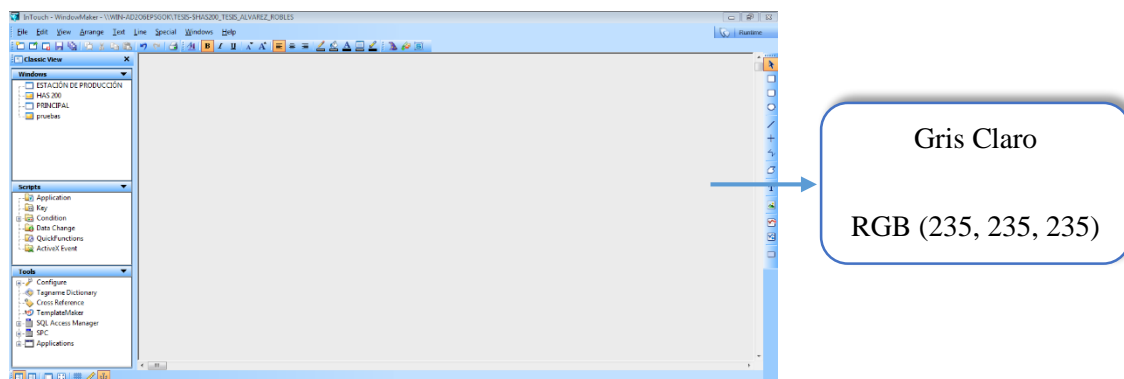 InTouch - WindowMaker - \\WIN-AD2O6EPSQOK\TESIS-$HAS200_TESIS_ALVAREZ_ROBLES
File Edit View Arrange Text Line Special Windows Help
Runtime
Classic View
Windows
ESTACIÓN DE PRODUCCIÓN
HAS 200
PRINCIPAL
pruebas
Scripts
Application
Key
Condition
Data Change
QuickFunctions
ActiveX Event
Tools
Configure
Tagname Dictionary
Cross Reference
TemplateMaker
SQL Access Manager
SPC
Applications
Gris Claro
RGB (235, 235, 235)